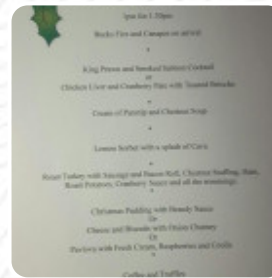 1pm for 1.30pm
Bucks Fizz and Canapes on arrival
*
King Prawn and Smoked Salmon Cocktail
or
Chicken Liver and Cranberry Pate with Toasted Brioche
*
Cream of Parsnip and Chestnut Soup
*
Lemon Sorbet with a splash of Cava
*
Roast Turkey with Sausage and Bacon Roll, Chestnut Stuffing, Ham,
Roast Potatoes, Cranberry Sauce and all the trimmings.
*
Christmas Pudding with Brandy Sauce
Or
Cheese and Biscuits with Onion Chutney
Or
Pavlova with Fresh Cream, Raspberries and Coulis
*
Coffee and Truffles